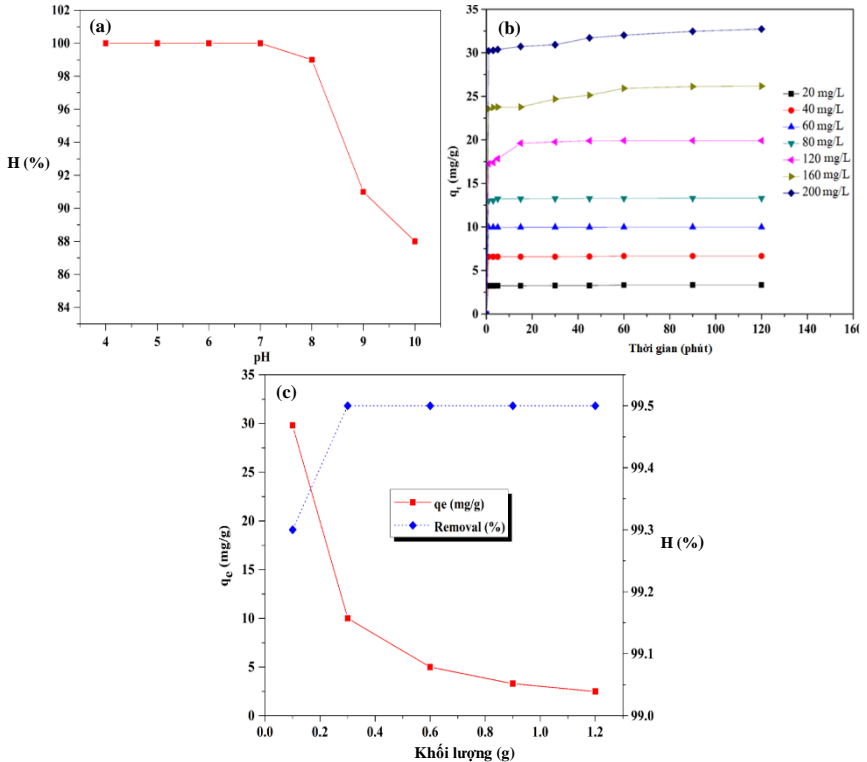 (a)
102
100
98
96
94
92
90
88
86
84
H (%)
4 5 6 7 8 9 10
pH
(b)
35
30
25
20
15
10
5
0
qt (mg/g)
0 20 40 60 80 100 120 140 160
Thời gian (phút)
20 mg/L
40 mg/L
60 mg/L
80 mg/L
120 mg/L
160 mg/L
200 mg/L
(c)
35
30
25
20
15
10
5
0
qe (mg/g)
qe (mg/g)
Removal (%)
99.5
99.4
99.3
99.2
99.1
99.0
H (%)
0.0 0.2 0.4 0.6 0.8 1.0 1.2
Khối lượng (g)